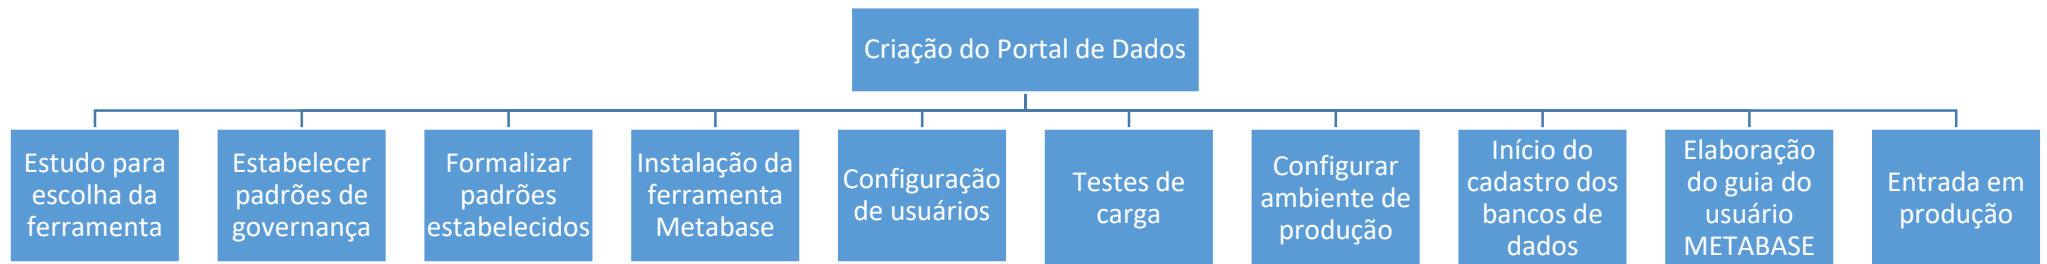 Criação do Portal de Dados
Estudo para
escolha da
ferramenta
Estabelecer
padrões de
governança
Formalizar
padrões
estabelecidos
Instalação da
ferramenta
Metabase
Configuração
de usuários
Testes de
carga
Configurar
ambiente de
produção
Início do
cadastro dos
bancos de
dados
Elaboração
do guia do
usuário
METABASE
Entrada em
produção